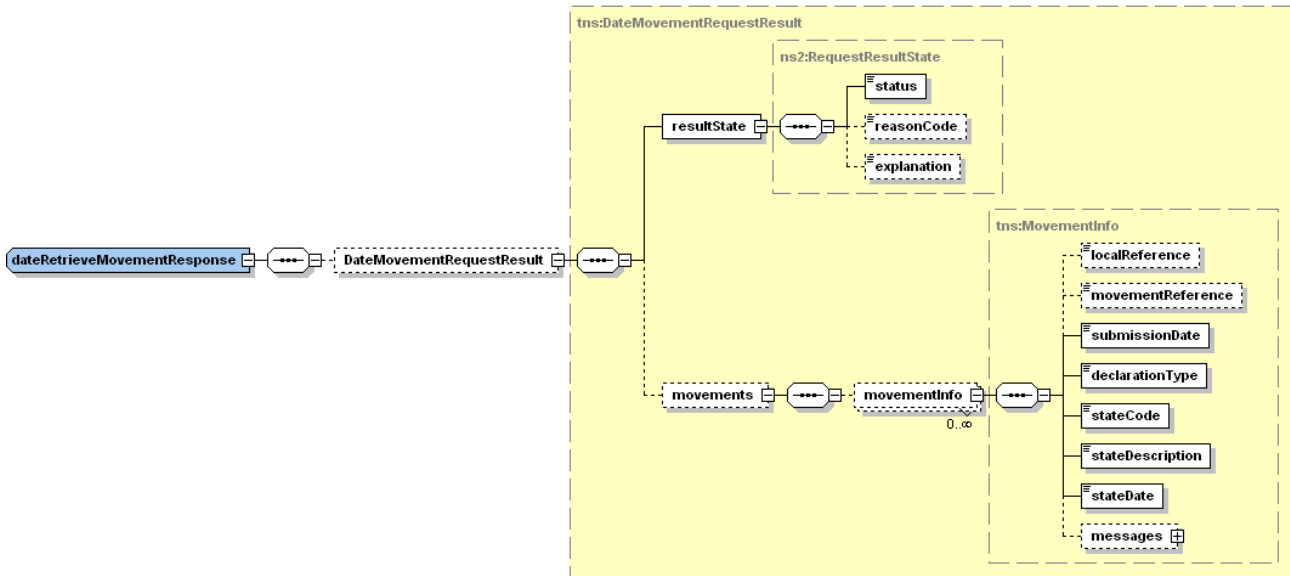 tns:DateMovementRequestResult
ns2:RequestResultState
status
resultState
reasonCode
explanation
tns:MovementInfo
dateRetrieveMovementResponse
DateMovementRequestResult
localReference
movementReference
submissionDate
declarationType
movements
movementInfo
0..∞
stateCode
stateDescription
stateDate
messages